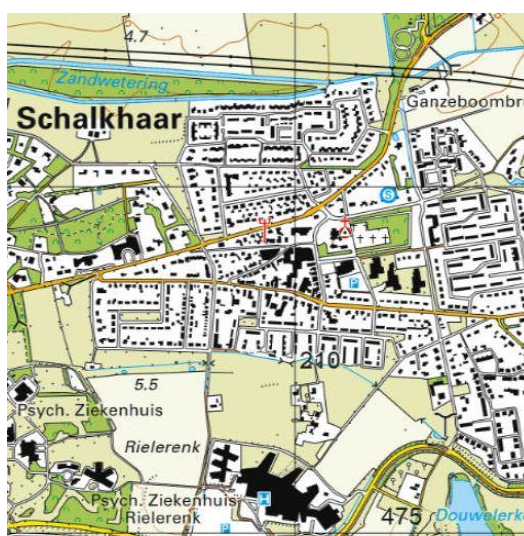 4.7
Zandwetering
Schalkhaar
Ganzeboombr
S
P
210
5.5
Psych. Ziekenhuis
Rielerenk
Psych. Ziekenhuis
Rielerenk
H
P
475
Douwelerk